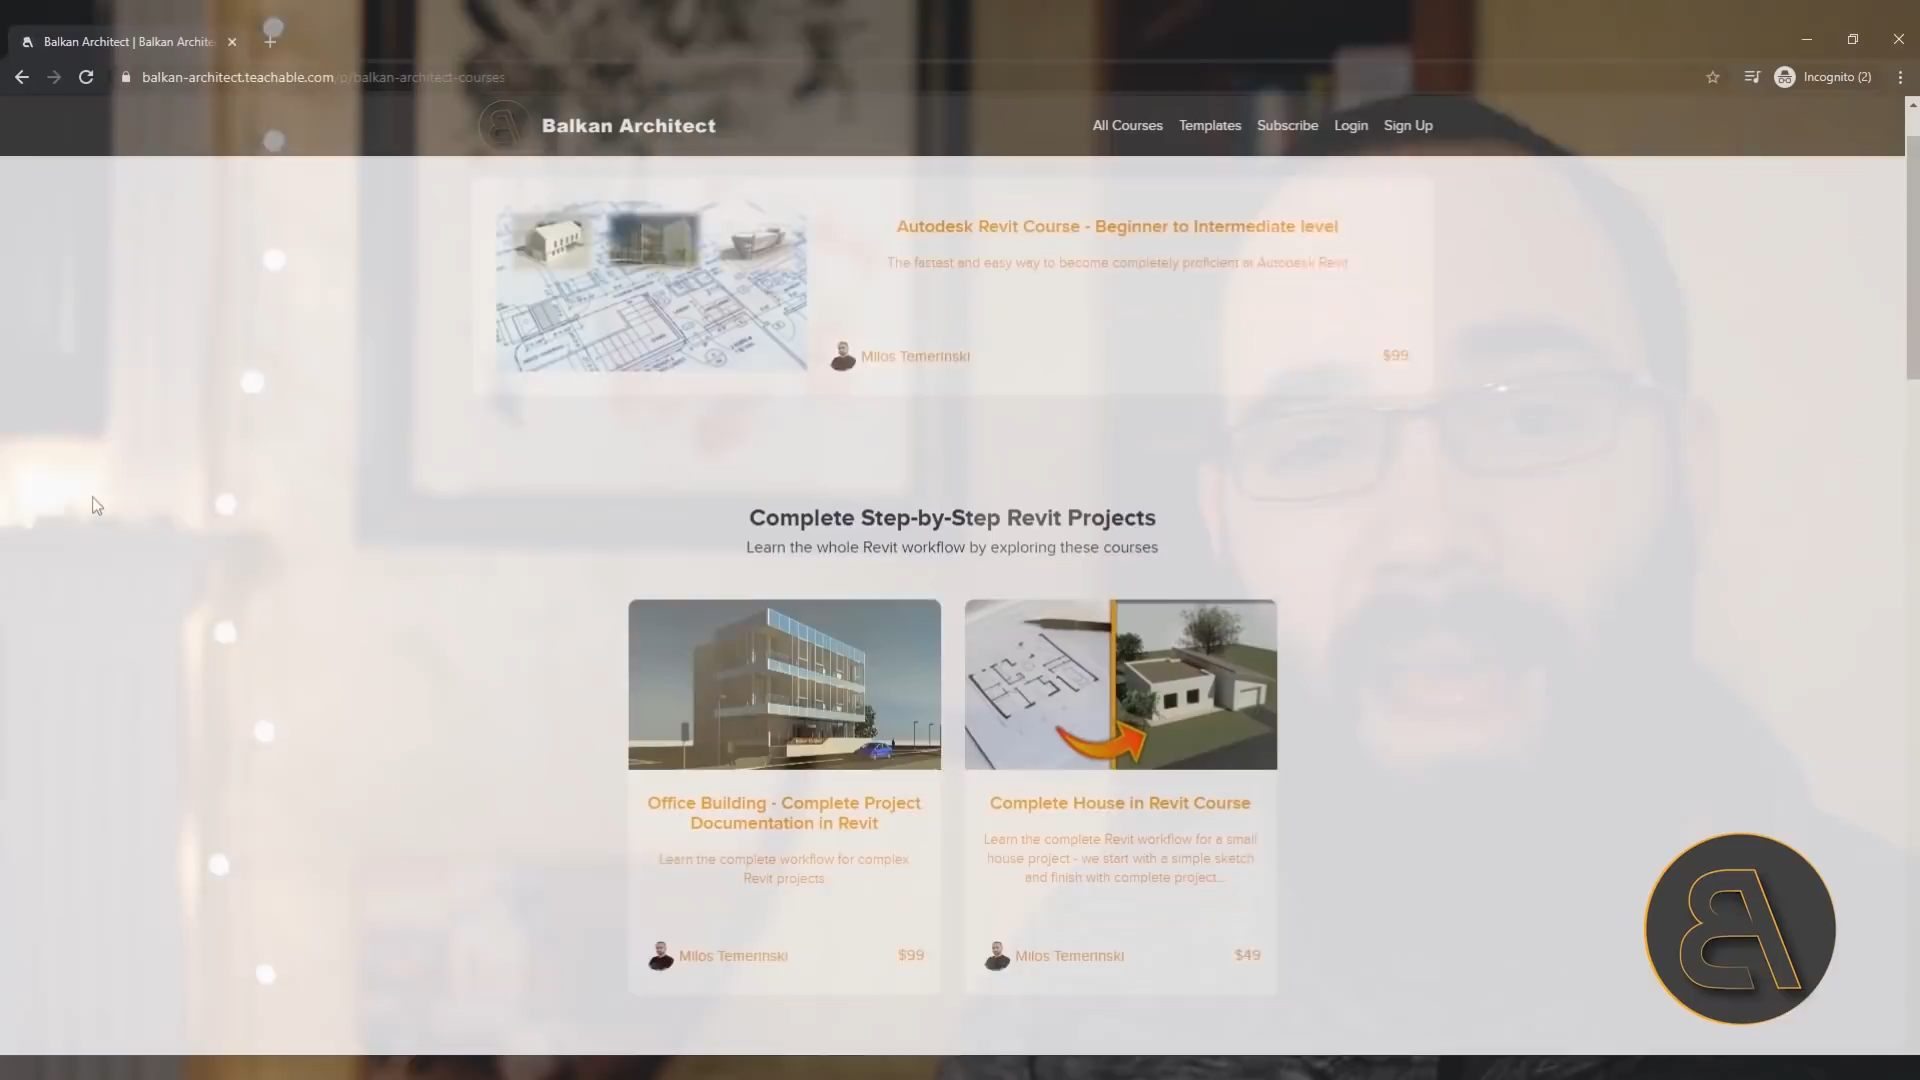 Balkan Architect | Balkan Archite
balkan-architect.teachable.com/p/balkan-architect-courses
Incognito (2)
Balkan Architect
All Courses
Templates
Subscribe
Login
Sign Up
Autodesk Revit Course - Beginner to Intermediate level
The fastest and easy way to become completely proficient at Autodesk Revit
Milos Temerinski
$99
Complete Step-by-Step Revit Projects
Learn the whole Revit workflow by exploring these courses
Office Building - Complete Project
Documentation in Revit
Learn the complete workflow for complex
Revit projects
Milos Temerinski
$99
Complete House in Revit Course
Learn the complete Revit workflow for a small
house project - we start with a simple sketch
and finish with complete project...
Milos Temerinski
$49